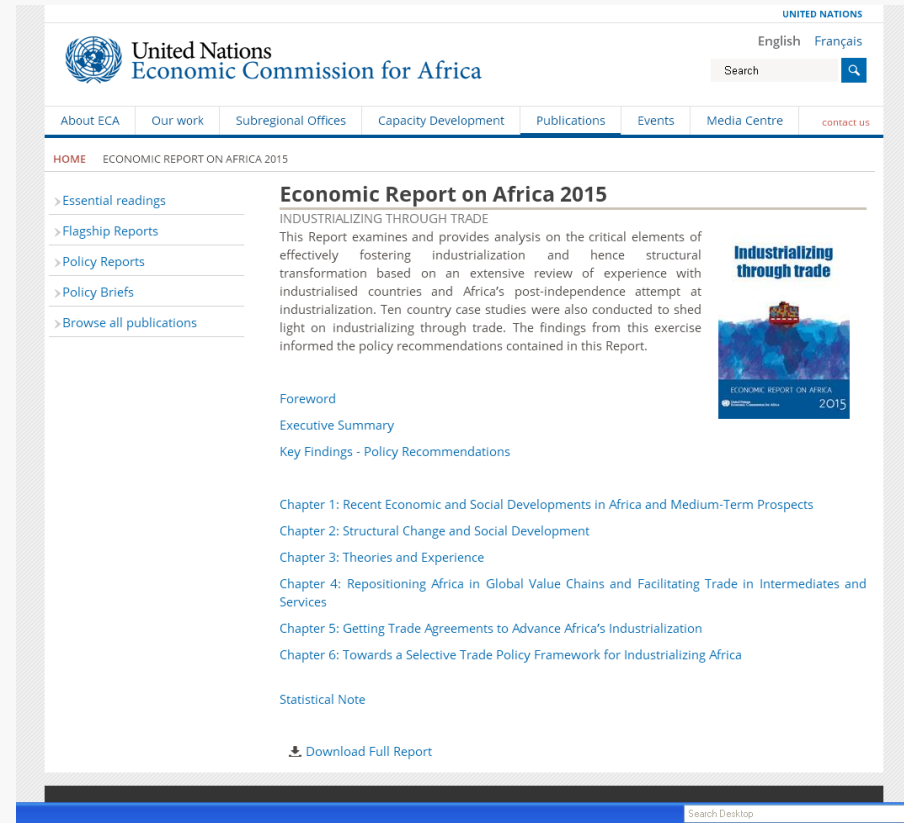 UNITED NATIONS
United Nations
Economic Commission for Africa
English Français
Search
About ECA Our work Subregional Offices Capacity Development Publications Events Media Centre contact us
HOME ECONOMIC REPORT ON AFRICA 2015
Essential readings
Flagship Reports
Policy Reports
Policy Briefs
Browse all publications
Economic Report on Africa 2015
INDUSTRIALIZING THROUGH TRADE
This Report examines and provides analysis on the critical elements of
effectively fostering industrialization and hence structural
transformation based on an extensive review of experience with
industrialised countries and Africa’s post-independence attempt at
industrialization. Ten country case studies were also conducted to shed
light on industrializing through trade. The findings from this exercise
informed the policy recommendations contained in this Report.
Industrializing
through trade
ECONOMIC REPORT ON AFRICA
United Nations
Economic Commission for Africa
2015
Foreword
Executive Summary
Key Findings - Policy Recommendations
Chapter 1: Recent Economic and Social Developments in Africa and Medium-Term Prospects
Chapter 2: Structural Change and Social Development
Chapter 3: Theories and Experience
Chapter 4: Repositioning Africa in Global Value Chains and Facilitating Trade in Intermediates and
Services
Chapter 5: Getting Trade Agreements to Advance Africa’s Industrialization
Chapter 6: Towards a Selective Trade Policy Framework for Industrializing Africa
Statistical Note
Download Full Report
Search Desktop